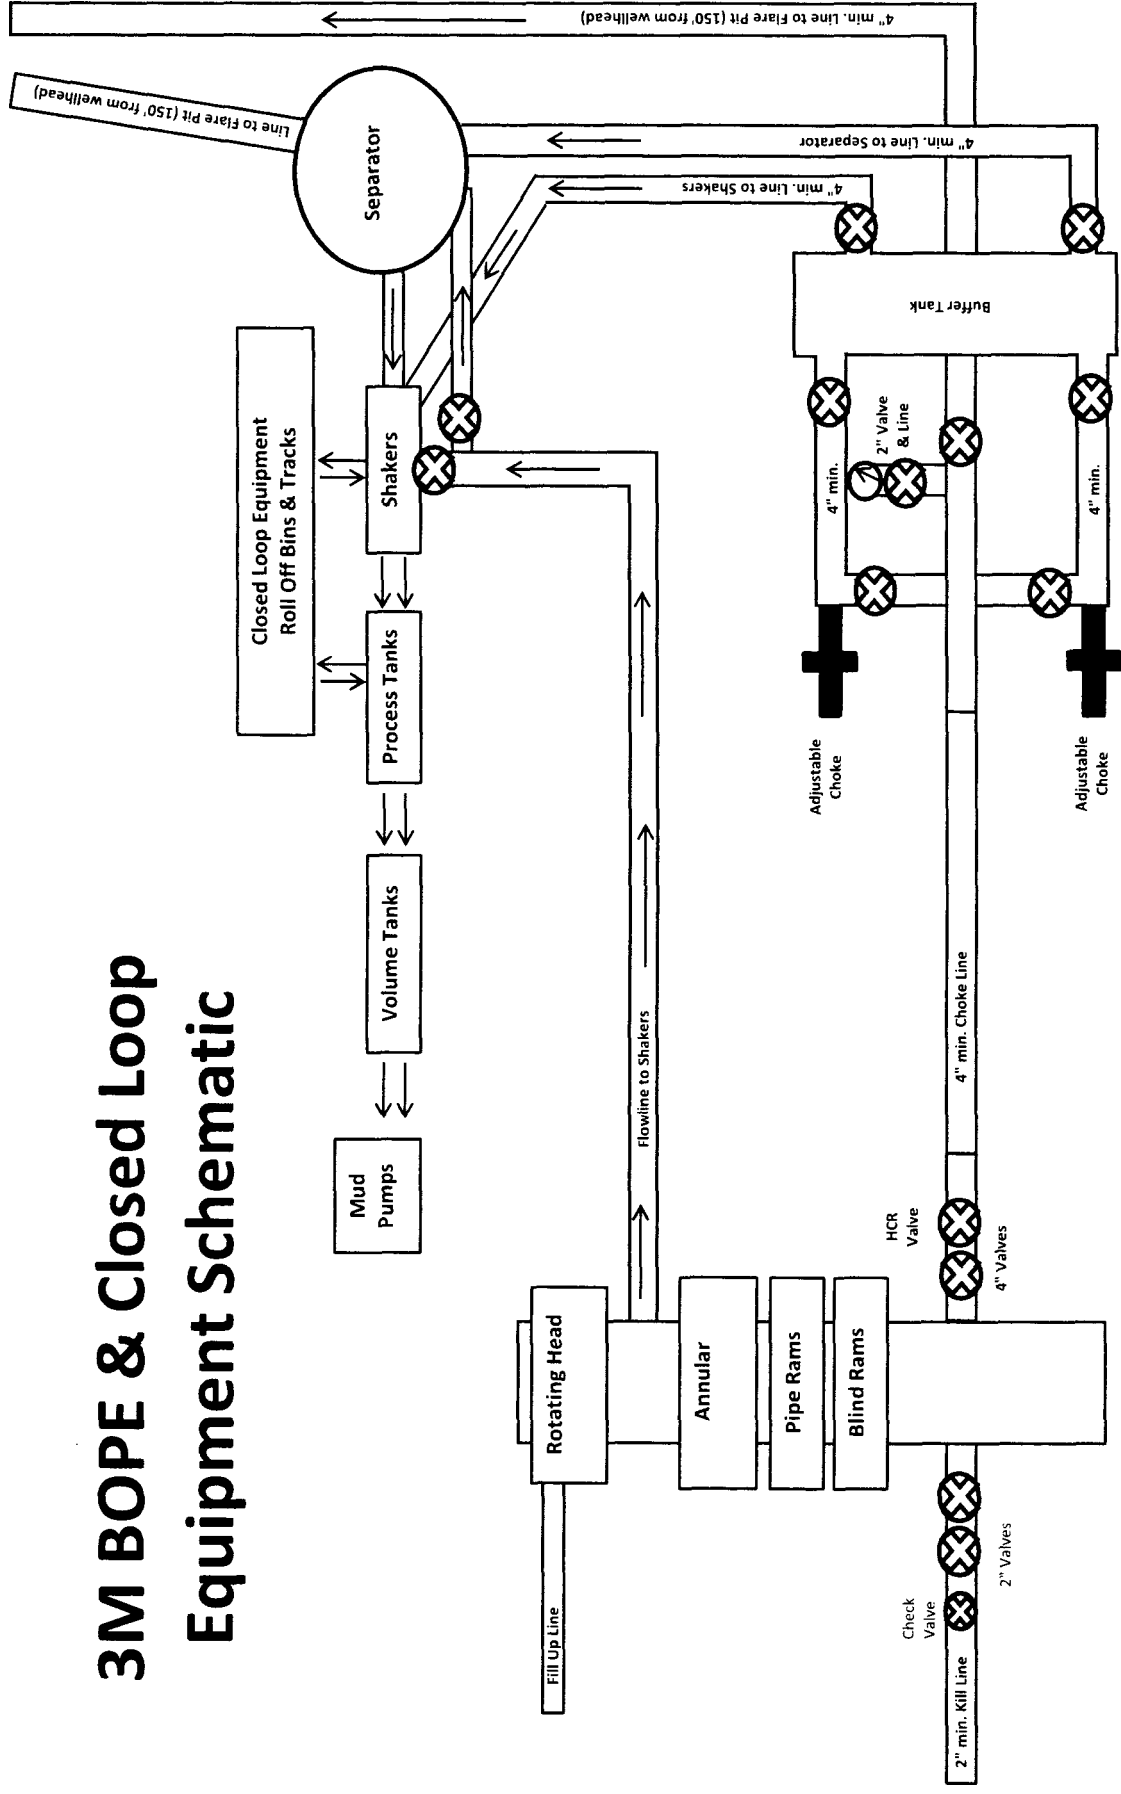 3M BOPE & Closed Loop
Equipment Schematic
4" min. Line to Flare Pit (150' from wellhead)
Line to Flare Pit (150' from wellhead)
Separator
4" min. Line to Separator
4" min. Line to Shakers
Closed Loop Equipment
Roll Off Bins & Tracks
Mud
Pumps
Volume Tanks
Process Tanks
Shakers
Buffer Tank
2" Valve
& Line
4" min.
4" min.
Adjustable
Choke
Adjustable
Choke
Flowline to Shakers
Fill Up Line
Rotating Head
Annular
Pipe Rams
Blind Rams
HCR
Valve
4" Valves
4" min. Choke Line
Check
Valve
2" Valves
2" min. Kill Line